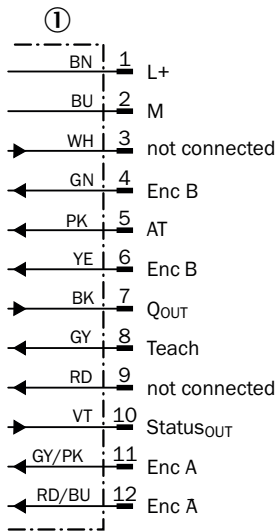 ①
BN 1 L+
BU 2 M
WH 3 not connected
GN 4 Enc B
PK 5 AT
YE 6 Enc B
BK 7 QOUT
GY 8 Teach
RD 9 not connected
VT 10 StatusOUT
GY/PK 11 Enc A
RD/BU 12 Enc Ā